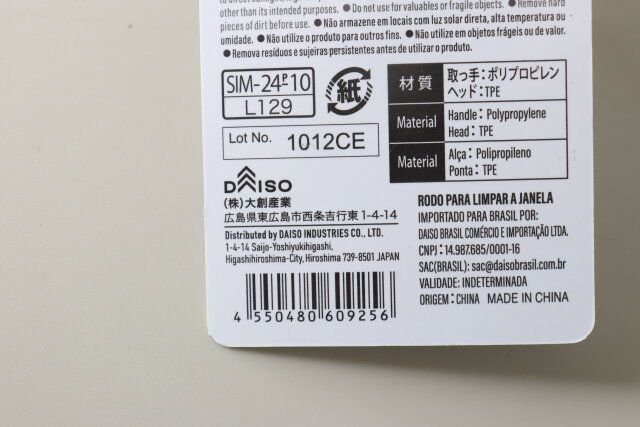 other than its intended purpose. ● Do not use for valuables or fragile objects. ● Remove hard
pieces of dirt before use. ● Não armazene em locais com luz solar direta, alta temperatura ou
umidade. ● Não utilize o produto para outros fins. ● Não utilize em objetos frágeis ou de valor.
● Remova resíduos e sujeiras persistentes antes de utilizar o produto.
SIM-24P10
L129
紙
Lot No. 1012CE
材質 取っ手:ポリプロピレン
ヘッド:TPE
Material Handle: Polypropylene
Head: TPE
Material Alça: Polipropileno
Ponta: TPE
DAISO
(株)大創産業
広島県東広島市西条吉行東1-4-14
Distributed by DAISO INDUSTRIES CO., LTD.
1-4-14 Saijo-Yoshiyukihigashi,
Higashihiroshima-City, Hiroshima 739-8501 JAPAN
4 550480 609256
RODO PARA LIMPAR A JANELA
IMPORTADO PARA BRASIL POR:
DAISO BRASIL COMÉRCIO E IMPORTAÇÃO LTDA.
CNPJ: 14.987.685/0001-16
SAC(BRASIL): sac@daisobrasil.com.br
VALIDADE: INDETERMINADA
ORIGEM: CHINA MADE IN CHINA